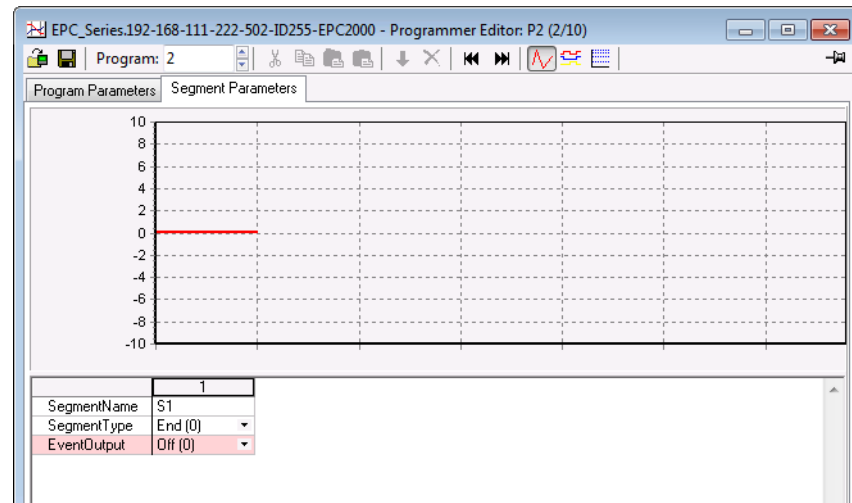 EPC_Series.192-168-111-222-502-ID255-EPC2000 - Programmer Editor: P2 (2/10)
Program: 2
Program Parameters Segment Parameters
10
8
6
4
2
0
-2
-4
-6
-8
-10
1
SegmentName S1
SegmentType End (0)
EventOutput Off (0)